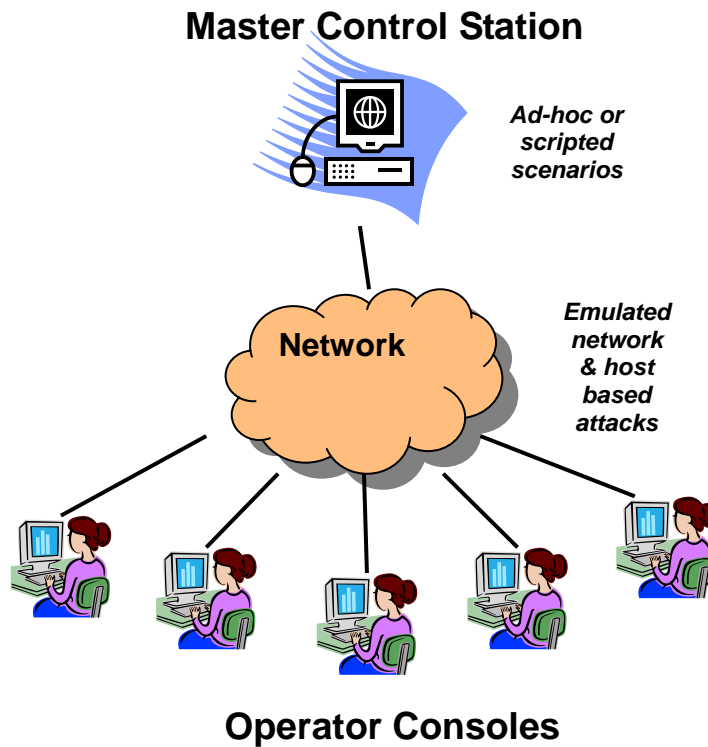 Master Control Station
Ad-hoc or
scripted
scenarios
Network
Emulated
network
& host
based
attacks
Operator Consoles